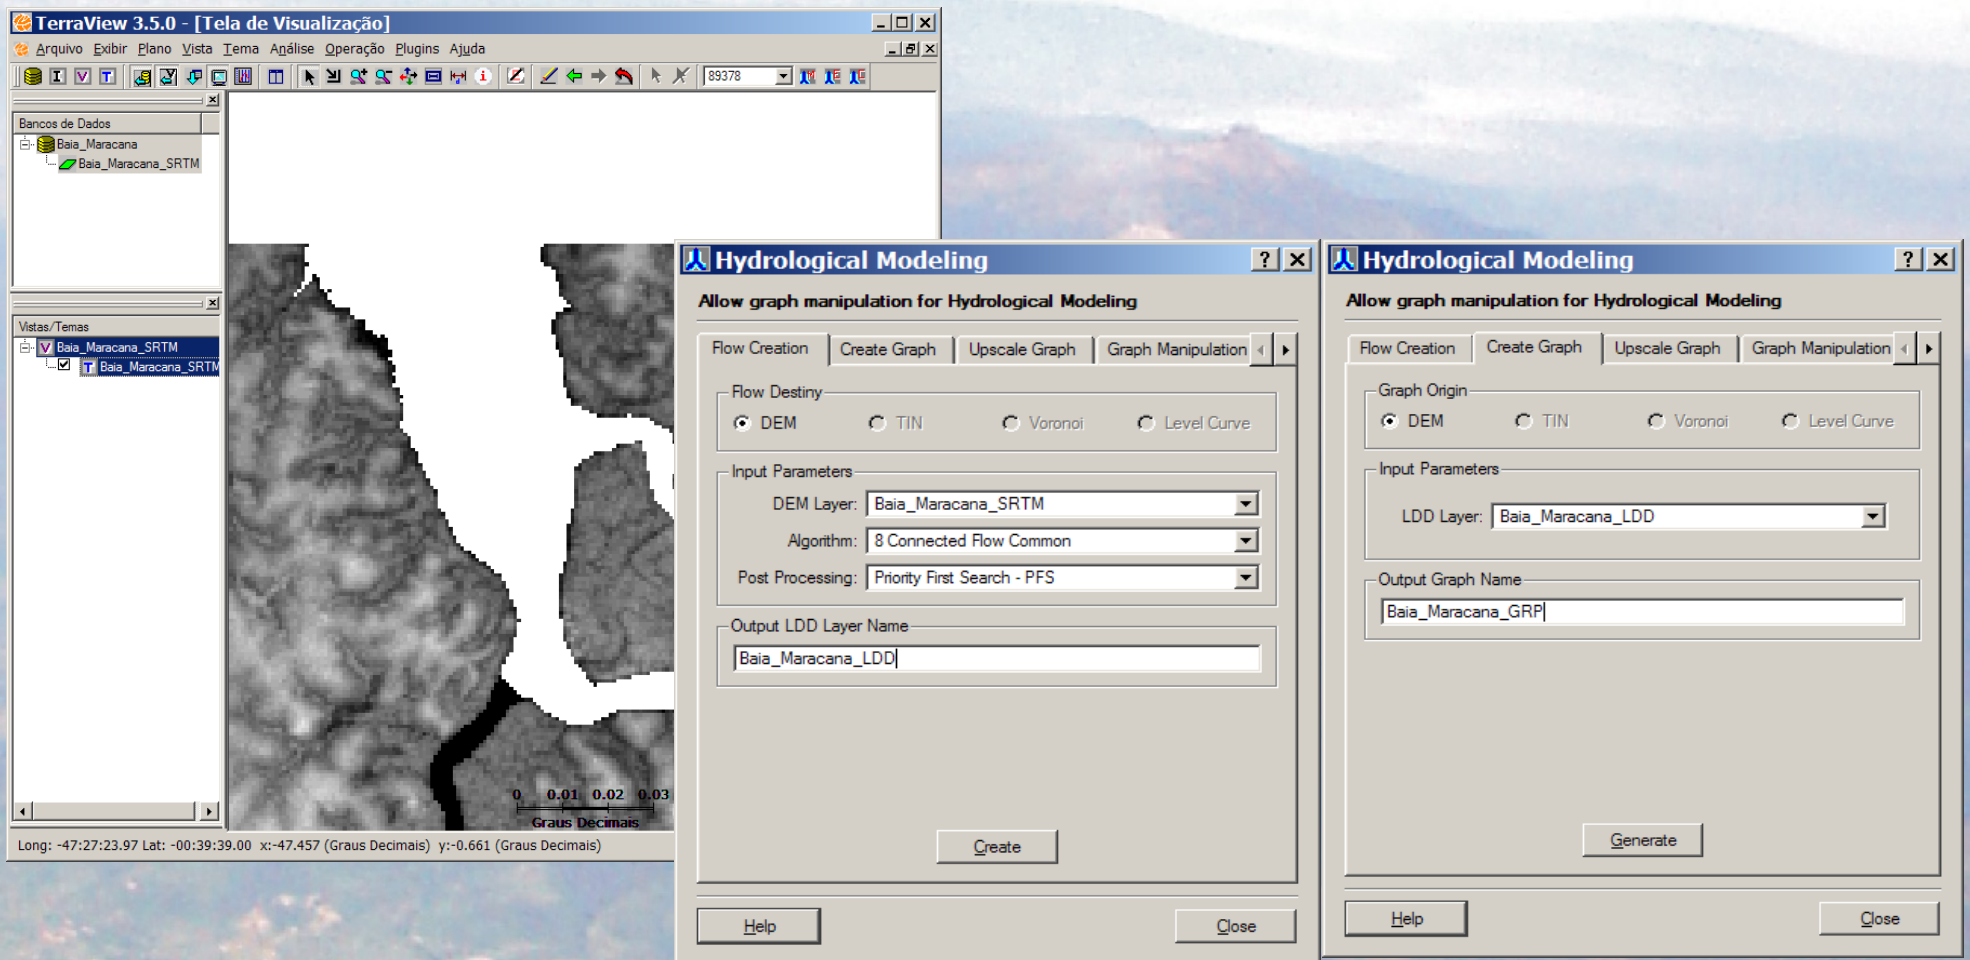 TerraView 3.5.0 - [Tela de Visualização]
Arquivo Exibir Plano Vista Tema Análise Operação Plugins Ajuda
89378
Bancos de Dados
Baia_Maracana
Baia_Maracana_SRTM
Vistas/Temas
Baia_Maracana_SRTM
Baia_Maracana_SRTM
0 0.01 0.02 0.03
Graus Decimais
Long: -47:27:23.97 Lat: -00:39:39.00 x:-47.457 (Graus Decimais) y:-0.661 (Graus Decimais)
Hydrological Modeling
Allow graph manipulation for Hydrological Modeling
Flow Creation Create Graph Upscale Graph Graph Manipulation
Flow Destiny
DEM TIN Voronoi Level Curve
Input Parameters
DEM Layer: Baia_Maracana_SRTM
Algorithm: 8 Connected Flow Common
Post Processing: Priority First Search - PFS
Output LDD Layer Name
Baia_Maracana_LDD
Create
Help Close
Hydrological Modeling
Allow graph manipulation for Hydrological Modeling
Flow Creation Create Graph Upscale Graph Graph Manipulation
Graph Origin
DEM TIN Voronoi Level Curve
Input Parameters
LDD Layer: Baia_Maracana_LDD
Output Graph Name
Baia_Maracana_GRP
Generate
Help Close